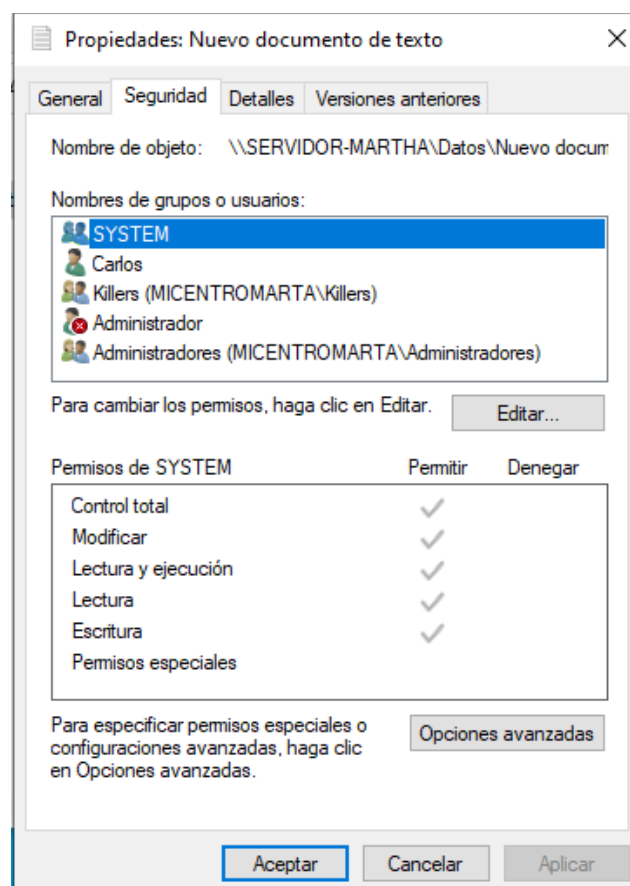 Propiedades: Nuevo documento de texto
General Seguridad Detalles Versiones anteriores
Nombre de objeto: \\SERVIDOR-MARTHA\Datos\Nuevo docum
Nombres de grupos o usuarios:
SYSTEM
Carlos
Killers (MICENTROMARTA\Killers)
Administrador
Administradores (MICENTROMARTA\Administradores)
Para cambiar los permisos, haga clic en Editar. Editar...
Permisos de SYSTEM Permitir Denegar
Control total
Modificar
Lectura y ejecución
Lectura
Escritura
Permisos especiales
Para especificar permisos especiales o
configuraciones avanzadas, haga clic
en Opciones avanzadas.
Opciones avanzadas
Aceptar Cancelar Aplicar